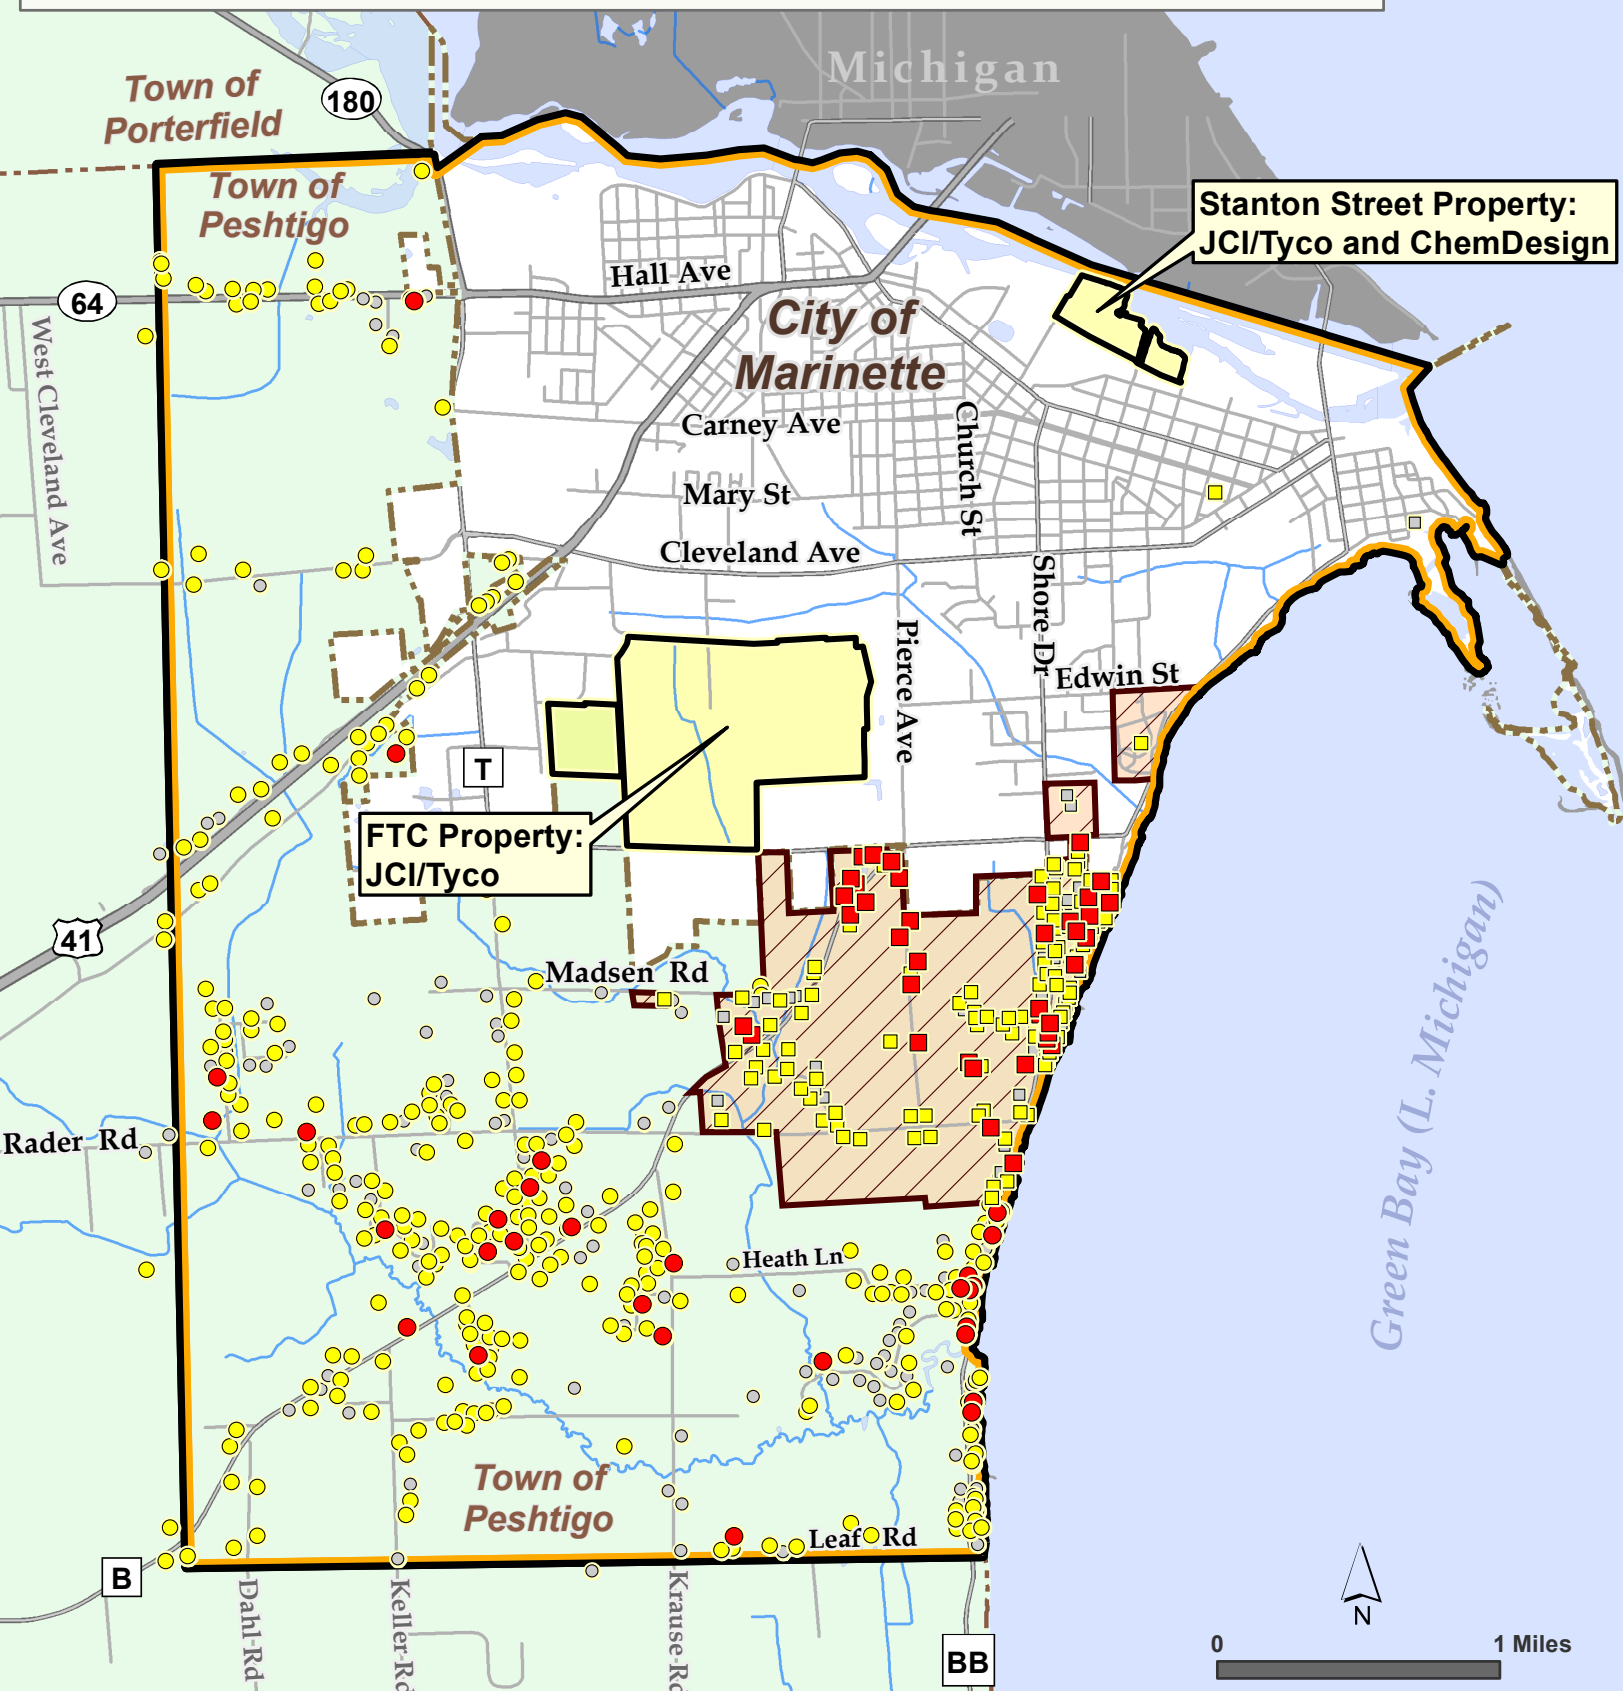 Michigan
Town of
Porterfield
180
Town of
Peshtigo
Stanton Street Property:
JCI/Tyco and ChemDesign
Hall Ave
64
City of
Marinette
West Cleveland Ave
Carney Ave
Church St
Mary St
Cleveland Ave
Shore Dr
Pierce Ave
Edwin St
T
FTC Property:
JCI/Tyco
41
Madsen Rd
Green Bay (L. Michigan)
Rader Rd
Heath Ln
Town of
Peshtigo
Leaf Rd
B
Dahl Rd
Keller Rd
Krause Rd
BB
N
0
1 Miles